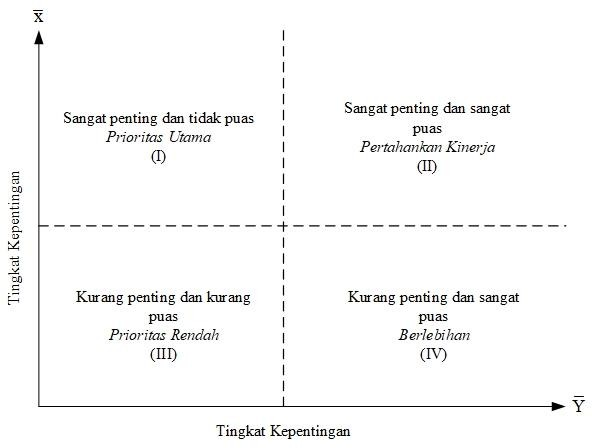 X̅
Sangat penting dan tidak puas
Prioritas Utama
(I)
Sangat penting dan sangat
puas
Pertahankan Kinerja
(II)
Tingkat Kepentingan
Kurang penting dan kurang
puas
Prioritas Rendah
(III)
Kurang penting dan sangat
puas
Berlebihan
(IV)
Y̅
Tingkat Kepentingan